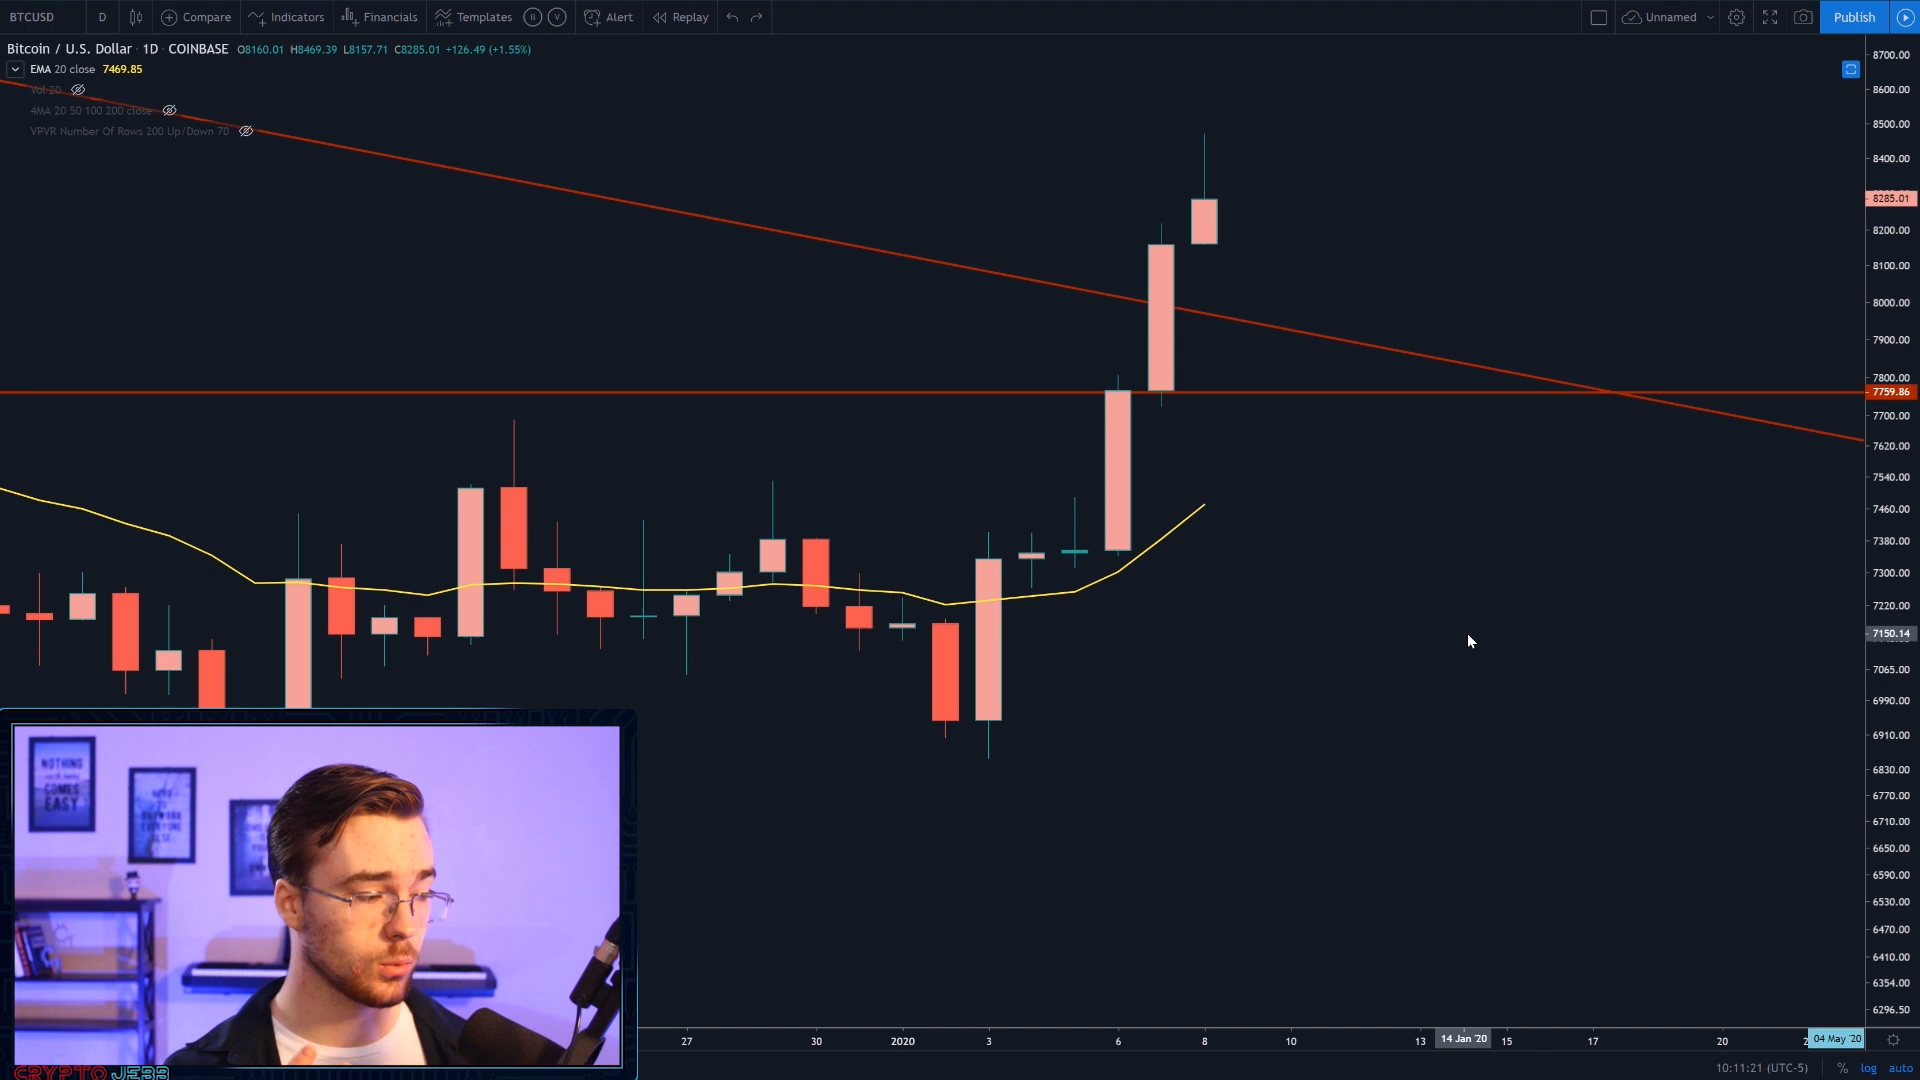 BTCUSD D Compare Indicators Financials Templates B V Alert Replay Unnamed Publish
Bitcoin / U.S. Dollar · 1D · COINBASE O8160.01 H8469.39 L8157.71 C8285.01 +126.49 (+1.55%)
EMA 20 close 7469.85
Vol 20
4MA 20 50 100 200 close
VPVR Number Of Rows 200 Up/Down 70
8700.00
8600.00
8500.00
8400.00
8285.01
8200.00
8100.00
8000.00
7900.00
7800.00
7759.86
7700.00
7620.00
7540.00
7460.00
7380.00
7300.00
7220.00
7150.14
7065.00
6990.00
6910.00
6830.00
6770.00
6710.00
6650.00
6590.00
6530.00
6470.00
6410.00
6354.00
6296.50
NOTHING
COMES
EASY
27 30 2020 3 6 8 10 13 14 Jan '20 15 17 20 04 May '20
10:11:21 (UTC-5) % log auto
CRYPTO JEBB